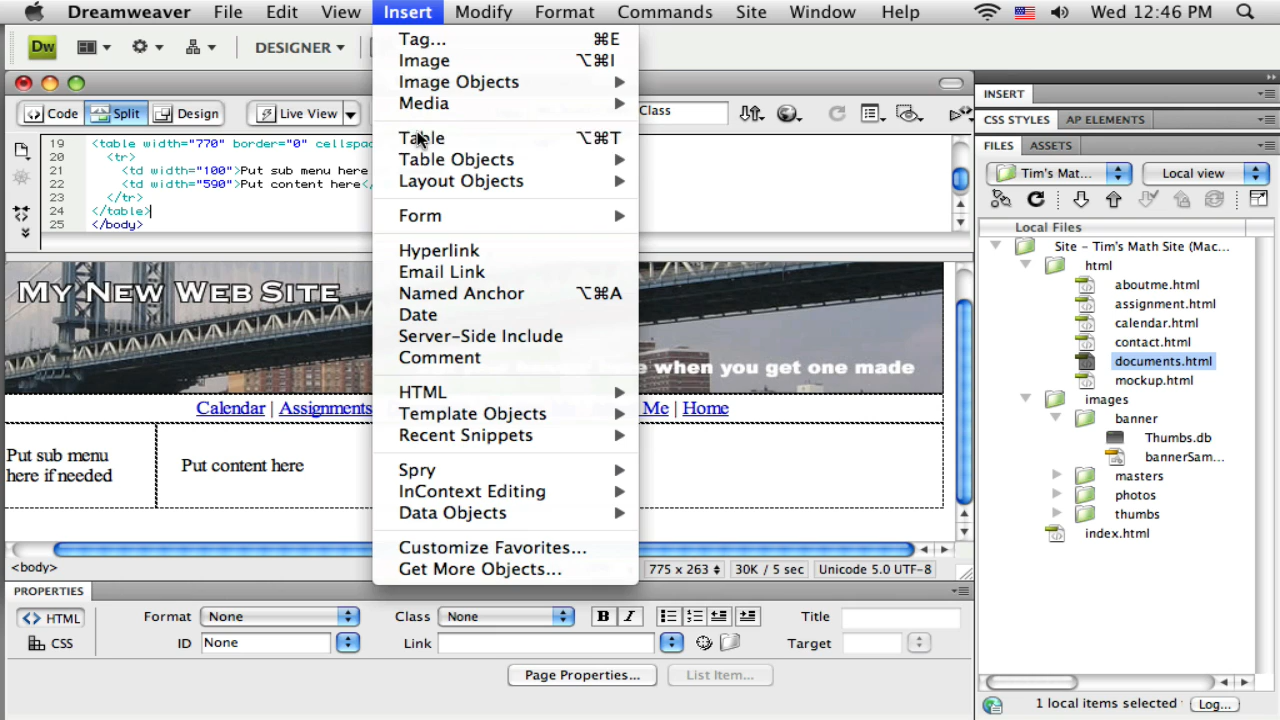 Dreamweaver File Edit View Insert Modify Format Commands Site Window Help Wed 12:46 PM
Dw DESIGNER
Tag... ⌘E
Image ⌥⌘I
Image Objects
Media
Table ⌥⌘T
Table Objects
Layout Objects
Form
Hyperlink
Email Link
Named Anchor ⌥⌘A
Date
Server-Side Include
Comment
HTML
Template Objects
Recent Snippets
Spry
InContext Editing
Data Objects
Customize Favorites...
Get More Objects...
Code Split Design Live View Class
19 <table width="770" border="0" cellspac
20 <tr>
21 <td width="100">Put sub menu here
22 <td width="590">Put content here</
23 </tr>
24 </table>
25 </body>
My New Web Site
when you get one made
Calendar | Assignments Me | Home
Put sub menu
here if needed
Put content here
<body> 775 x 263 30K / 5 sec Unicode 5.0 UTF-8
PROPERTIES
<> HTML Format None Class None B I Title
CSS ID None Link Target
Page Properties... List Item...
INSERT
CSS STYLES AP ELEMENTS
FILES ASSETS
Tim's Mat... Local view
Local Files
Site - Tim's Math Site (Mac...
html
aboutme.html
assignment.html
calendar.html
contact.html
documents.html
mockup.html
images
banner
Thumbs.db
bannerSam...
masters
photos
thumbs
index.html
1 local items selected Log...